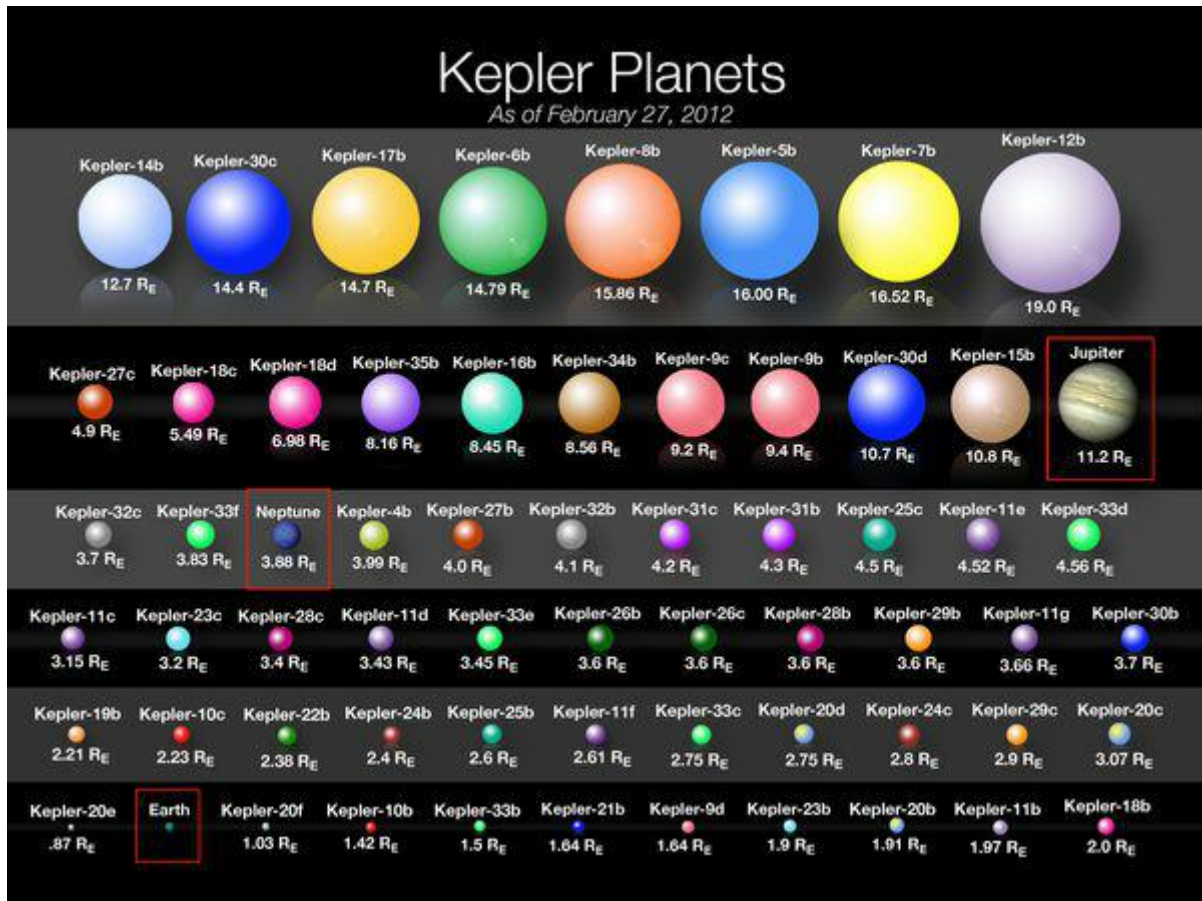 Kepler Planets
As of February 27, 2012
Kepler-14b Kepler-30c Kepler-17b Kepler-6b Kepler-8b Kepler-5b Kepler-7b Kepler-12b
12.7 RE 14.4 RE 14.7 RE 14.79 RE 15.86 RE 16.00 RE 16.52 RE 19.0 RE
Kepler-27c Kepler-18c Kepler-18d Kepler-35b Kepler-16b Kepler-34b Kepler-9c Kepler-9b Kepler-30d Kepler-15b Jupiter
4.9 RE 5.49 RE 6.98 RE 8.16 RE 8.45 RE 8.56 RE 9.2 RE 9.4 RE 10.7 RE 10.8 RE 11.2 RE
Kepler-32c Kepler-33f Neptune Kepler-4b Kepler-27b Kepler-32b Kepler-31c Kepler-31b Kepler-25c Kepler-11e Kepler-33d
3.7 RE 3.83 RE 3.88 RE 3.99 RE 4.0 RE 4.1 RE 4.2 RE 4.3 RE 4.5 RE 4.52 RE 4.56 RE
Kepler-11c Kepler-23c Kepler-28c Kepler-11d Kepler-33e Kepler-26b Kepler-26c Kepler-28b Kepler-29b Kepler-11g Kepler-30b
3.15 RE 3.2 RE 3.4 RE 3.43 RE 3.45 RE 3.6 RE 3.6 RE 3.6 RE 3.6 RE 3.66 RE 3.7 RE
Kepler-19b Kepler-10c Kepler-22b Kepler-24b Kepler-25b Kepler-11f Kepler-33c Kepler-20d Kepler-24c Kepler-29c Kepler-20c
2.21 RE 2.23 RE 2.38 RE 2.4 RE 2.6 RE 2.61 RE 2.75 RE 2.75 RE 2.8 RE 2.9 RE 3.07 RE
Kepler-20e Earth Kepler-20f Kepler-10b Kepler-33b Kepler-21b Kepler-9d Kepler-23b Kepler-20b Kepler-11b Kepler-18b
.87 RE 1.03 RE 1.42 RE 1.5 RE 1.64 RE 1.64 RE 1.9 RE 1.91 RE 1.97 RE 2.0 RE